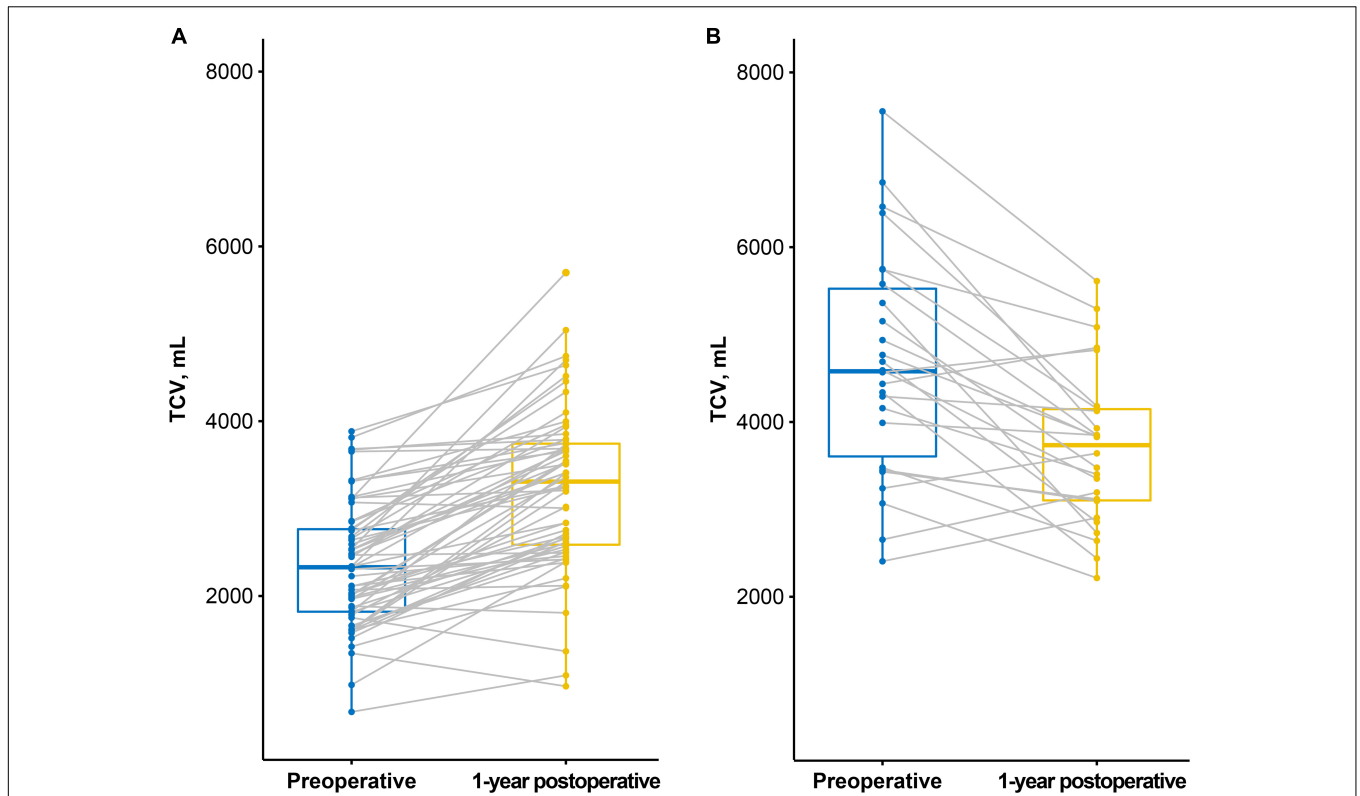 A
8000
6000
4000
2000
TCV, mL
Preoperative
1-year postoperative
B
8000
6000
4000
2000
TCV, mL
Preoperative
1-year postoperative